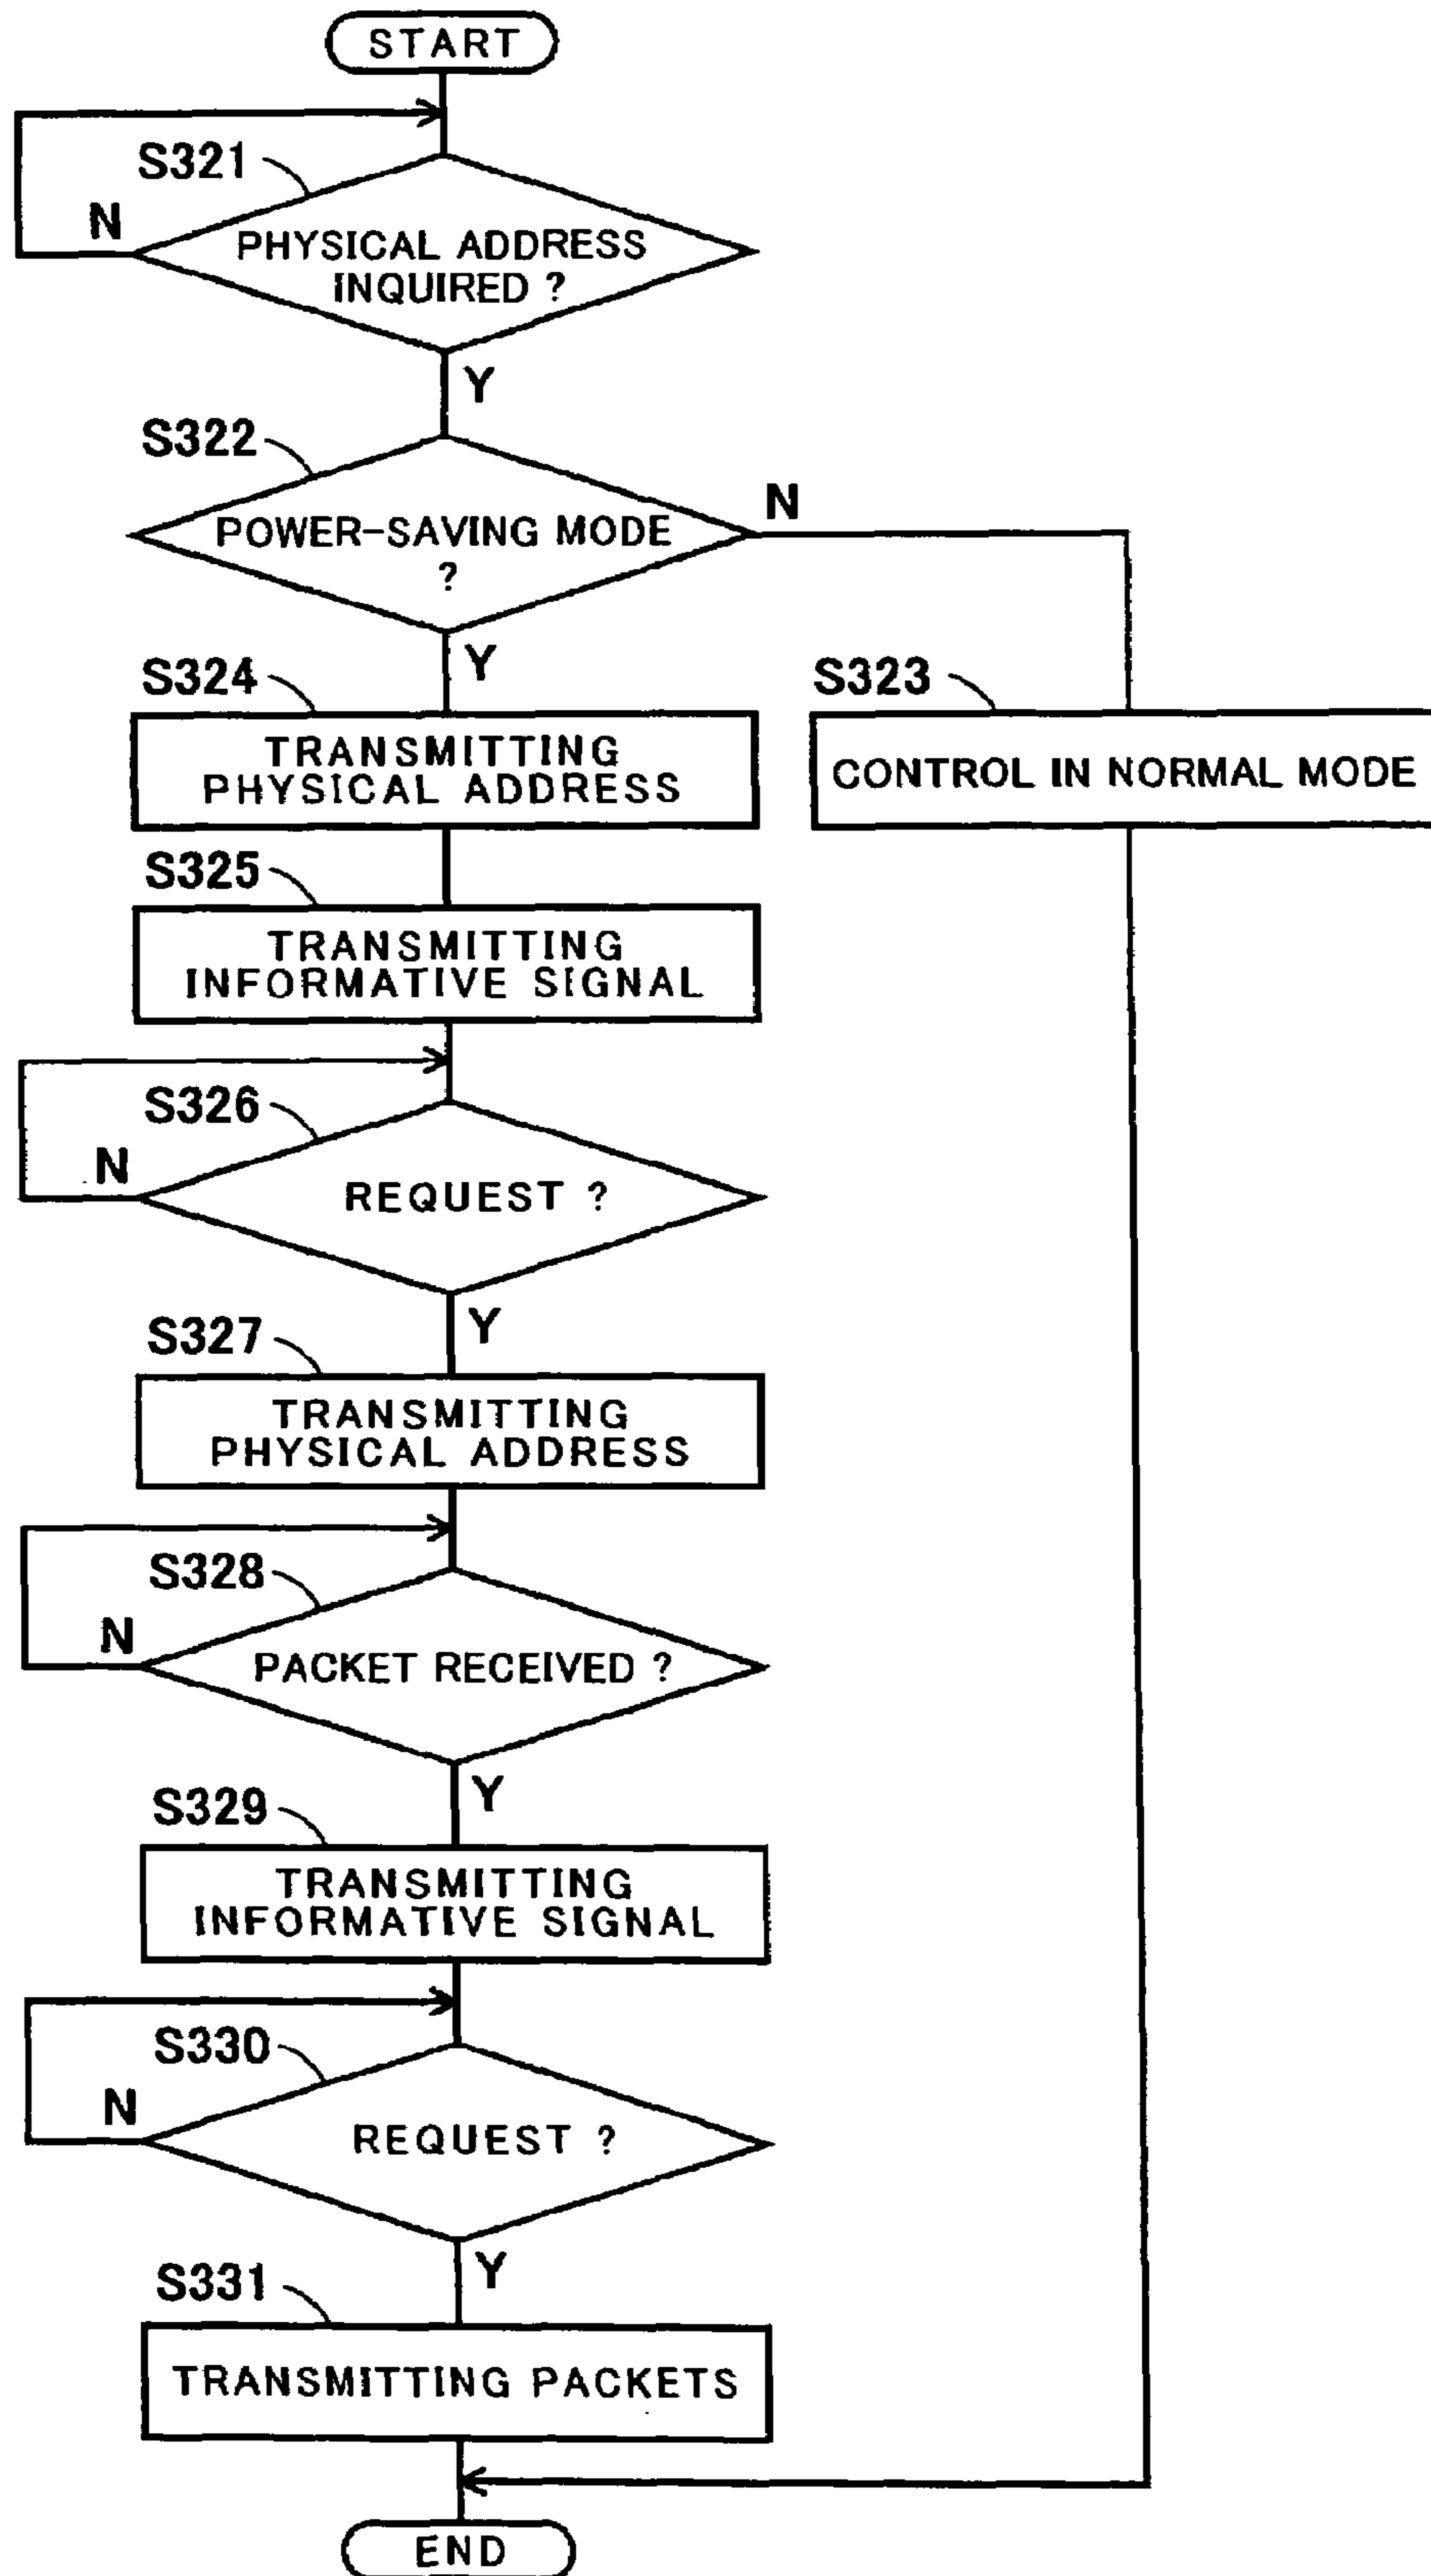 START
S321
N
PHYSICAL ADDRESS
INQUIRED ?
Y
S322
N
POWER-SAVING MODE
?
Y
S324
S323
TRANSMITTING
PHYSICAL ADDRESS
CONTROL IN NORMAL MODE
S325
TRANSMITTING
INFORMATIVE SIGNAL
S326
N
REQUEST ?
Y
S327
TRANSMITTING
PHYSICAL ADDRESS
S328
N
PACKET RECEIVED ?
Y
S329
TRANSMITTING
INFORMATIVE SIGNAL
S330
N
REQUEST ?
Y
S331
TRANSMITTING PACKETS
END